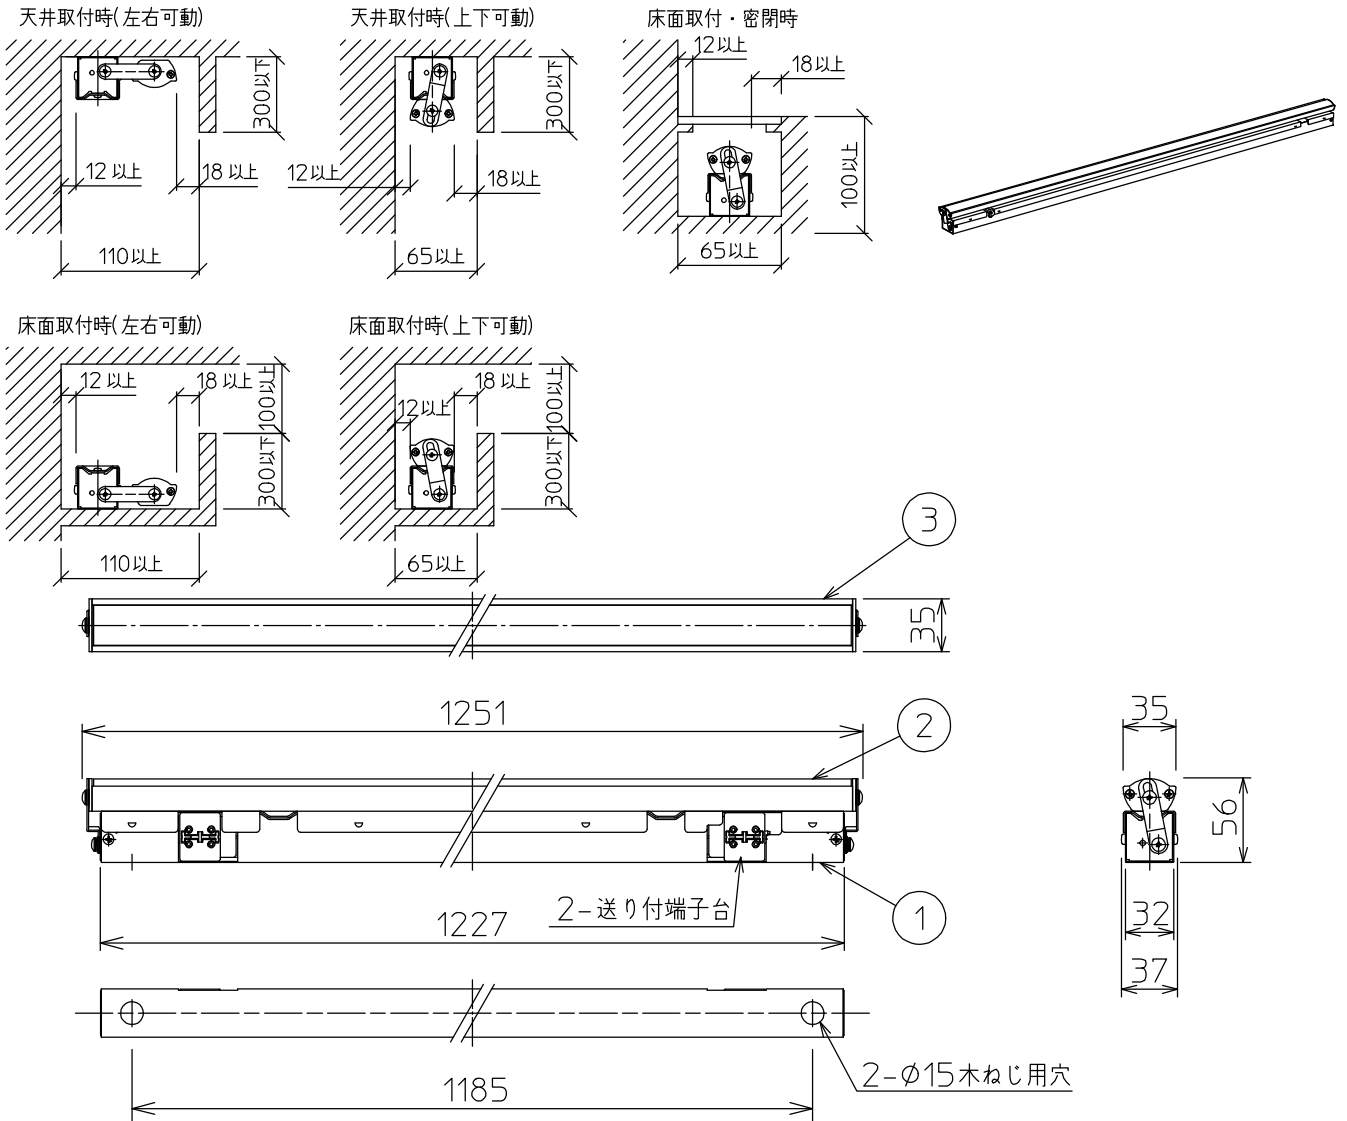 天井取付時(左右可動)
天井取付時(上下可動)
床面取付・密閉時
12以上
18以上
300以下
300以下
100以上
12 以上
18 以上
12以上
18以上
110以上
65以上
65以上
床面取付時(左右可動)
床面取付時(上下可動)
12 以上
18 以上
100以上
18 以上
100以上
12以上
300以下
300以下
110以上
65以上
3
35
1251
2
35
56
2-送り付端子台
1
1227
32
37
2-φ15木ねじ用穴
1185